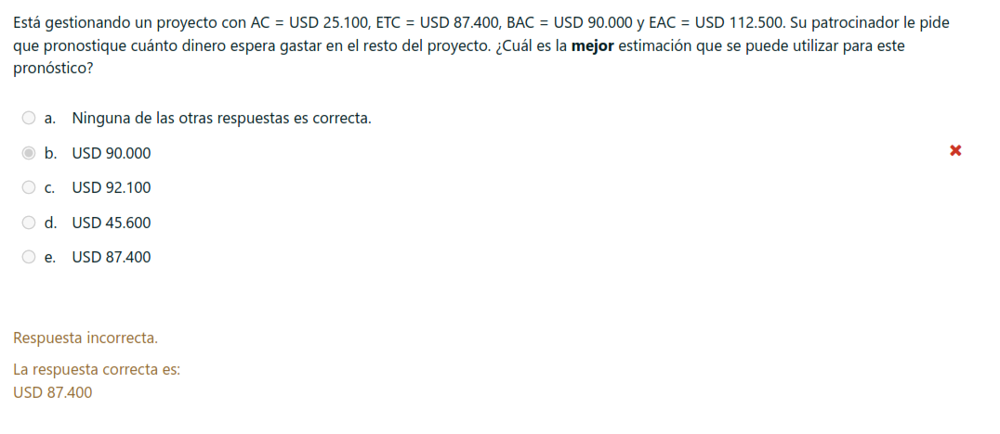 Está gestionando un proyecto con AC = USD 25.100, ETC = USD 87.400, BAC = USD 90.000 y EAC = USD 112.500. Su patrocinador le pide
que pronostique cuánto dinero espera gastar en el resto del proyecto. ¿Cuál es la mejor estimación que se puede utilizar para este
pronóstico?
a. Ninguna de las otras respuestas es correcta.
b. USD 90.000
c. USD 92.100
d. USD 45.600
e. USD 87.400
Respuesta incorrecta.
La respuesta correcta es:
USD 87.400